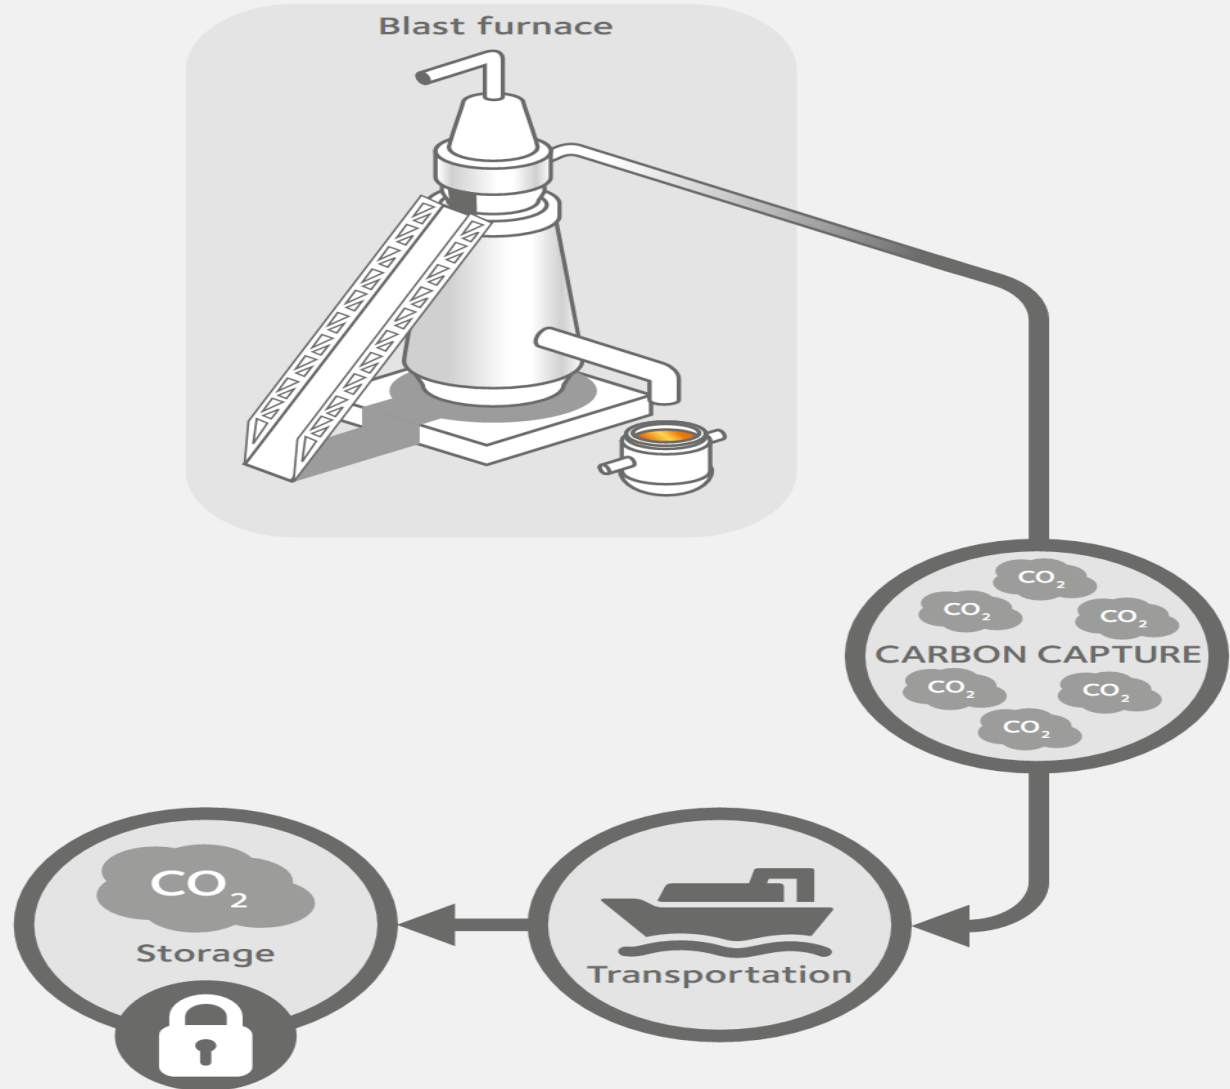 Blast furnace
CO₂
CO₂
CO₂
CARBON CAPTURE
CO₂
CO₂
CO₂
CO₂
Storage
Transportation